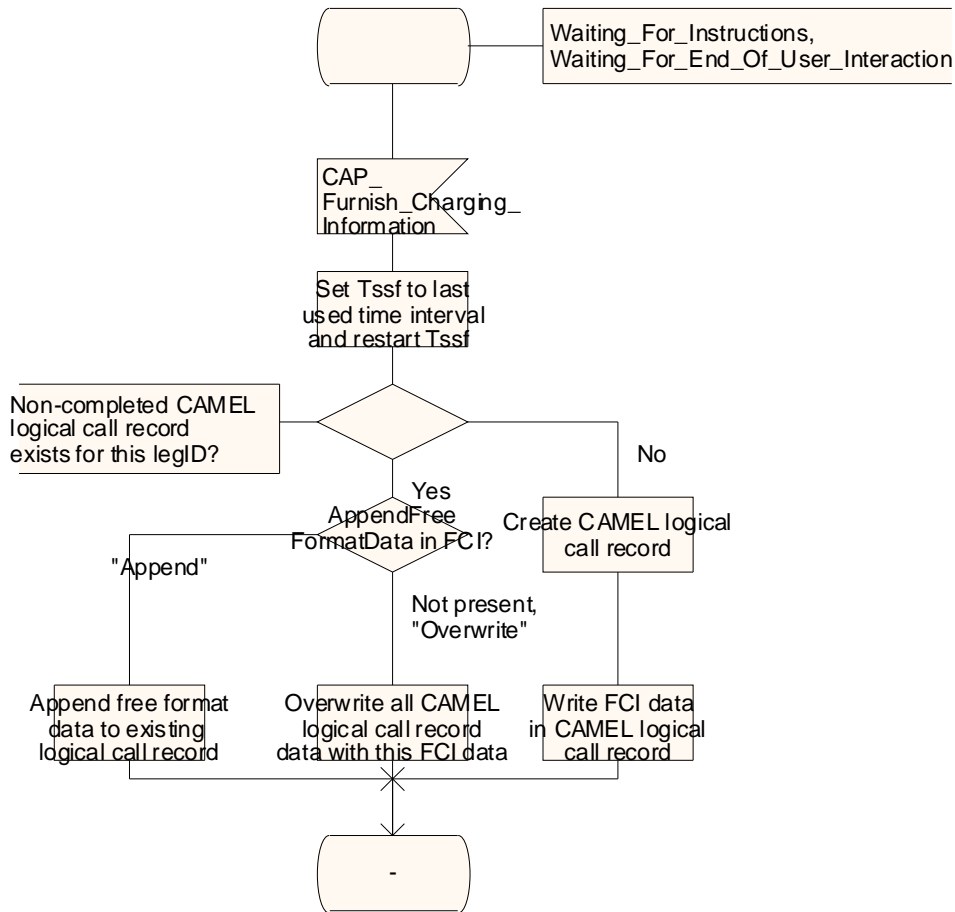 Waiting_For_Instructions,
Waiting_For_End_Of_User_Interaction
CAP_
Furnish_Charging_
Information
Set Tssf to last
used time interval
and restart Tssf
Non-completed CAMEL
logical call record
exists for this legID?
No
Yes
AppendFree
FormatData in FCI?
Create CAMEL logical
call record
"Append"
Not present,
"Overwrite"
Append free format
data to existing
logical call record
Overwrite all CAMEL
logical call record
data with this FCI data
Write FCI data
in CAMEL logical
call record
-